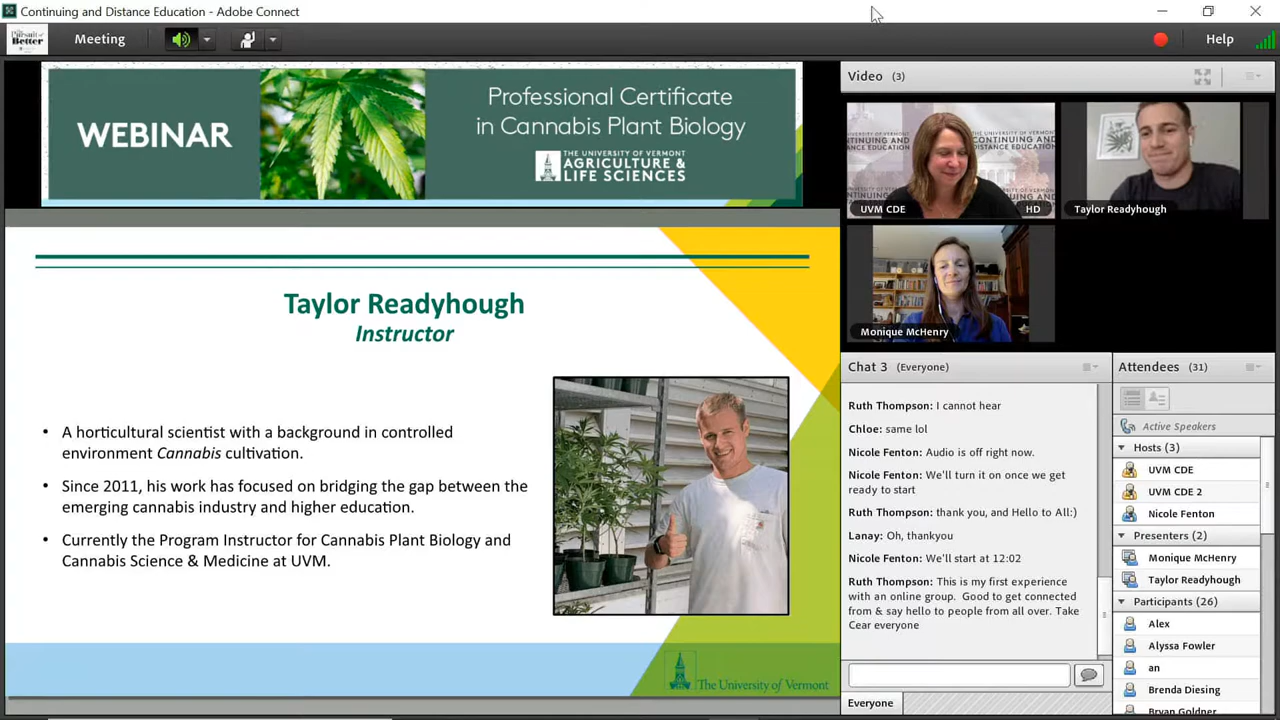 Continuing and Distance Education - Adobe Connect
Pursuit of
Better
Meeting
Help
WEBINAR
Professional Certificate
in Cannabis Plant Biology
THE UNIVERSITY OF VERMONT
AGRICULTURE &
LIFE SCIENCES
Taylor Readyhough
Instructor
• A horticultural scientist with a background in controlled
environment Cannabis cultivation.
• Since 2011, his work has focused on bridging the gap between the
emerging cannabis industry and higher education.
• Currently the Program Instructor for Cannabis Plant Biology and
Cannabis Science & Medicine at UVM.
The University of Vermont
Video (3)
UVM CDE
HD
Taylor Readyhough
Monique McHenry
Chat 3 (Everyone)
Ruth Thompson: I cannot hear
Chloe: same lol
Nicole Fenton: Audio is off right now.
Nicole Fenton: We'll turn it on once we get
ready to start
Ruth Thompson: thank you, and Hello to All:)
Lanay: Oh, thankyou
Nicole Fenton: We'll start at 12:02
Ruth Thompson: This is my first experience
with an online group. Good to get connected
from & say hello to people from all over. Take
Cear everyone
Everyone
Attendees (31)
Active Speakers
Hosts (3)
UVM CDE
UVM CDE 2
Nicole Fenton
Presenters (2)
Monique McHenry
Taylor Readyhough
Participants (26)
Alex
Alyssa Fowler
an
Brenda Diesing
Bryan Goldner